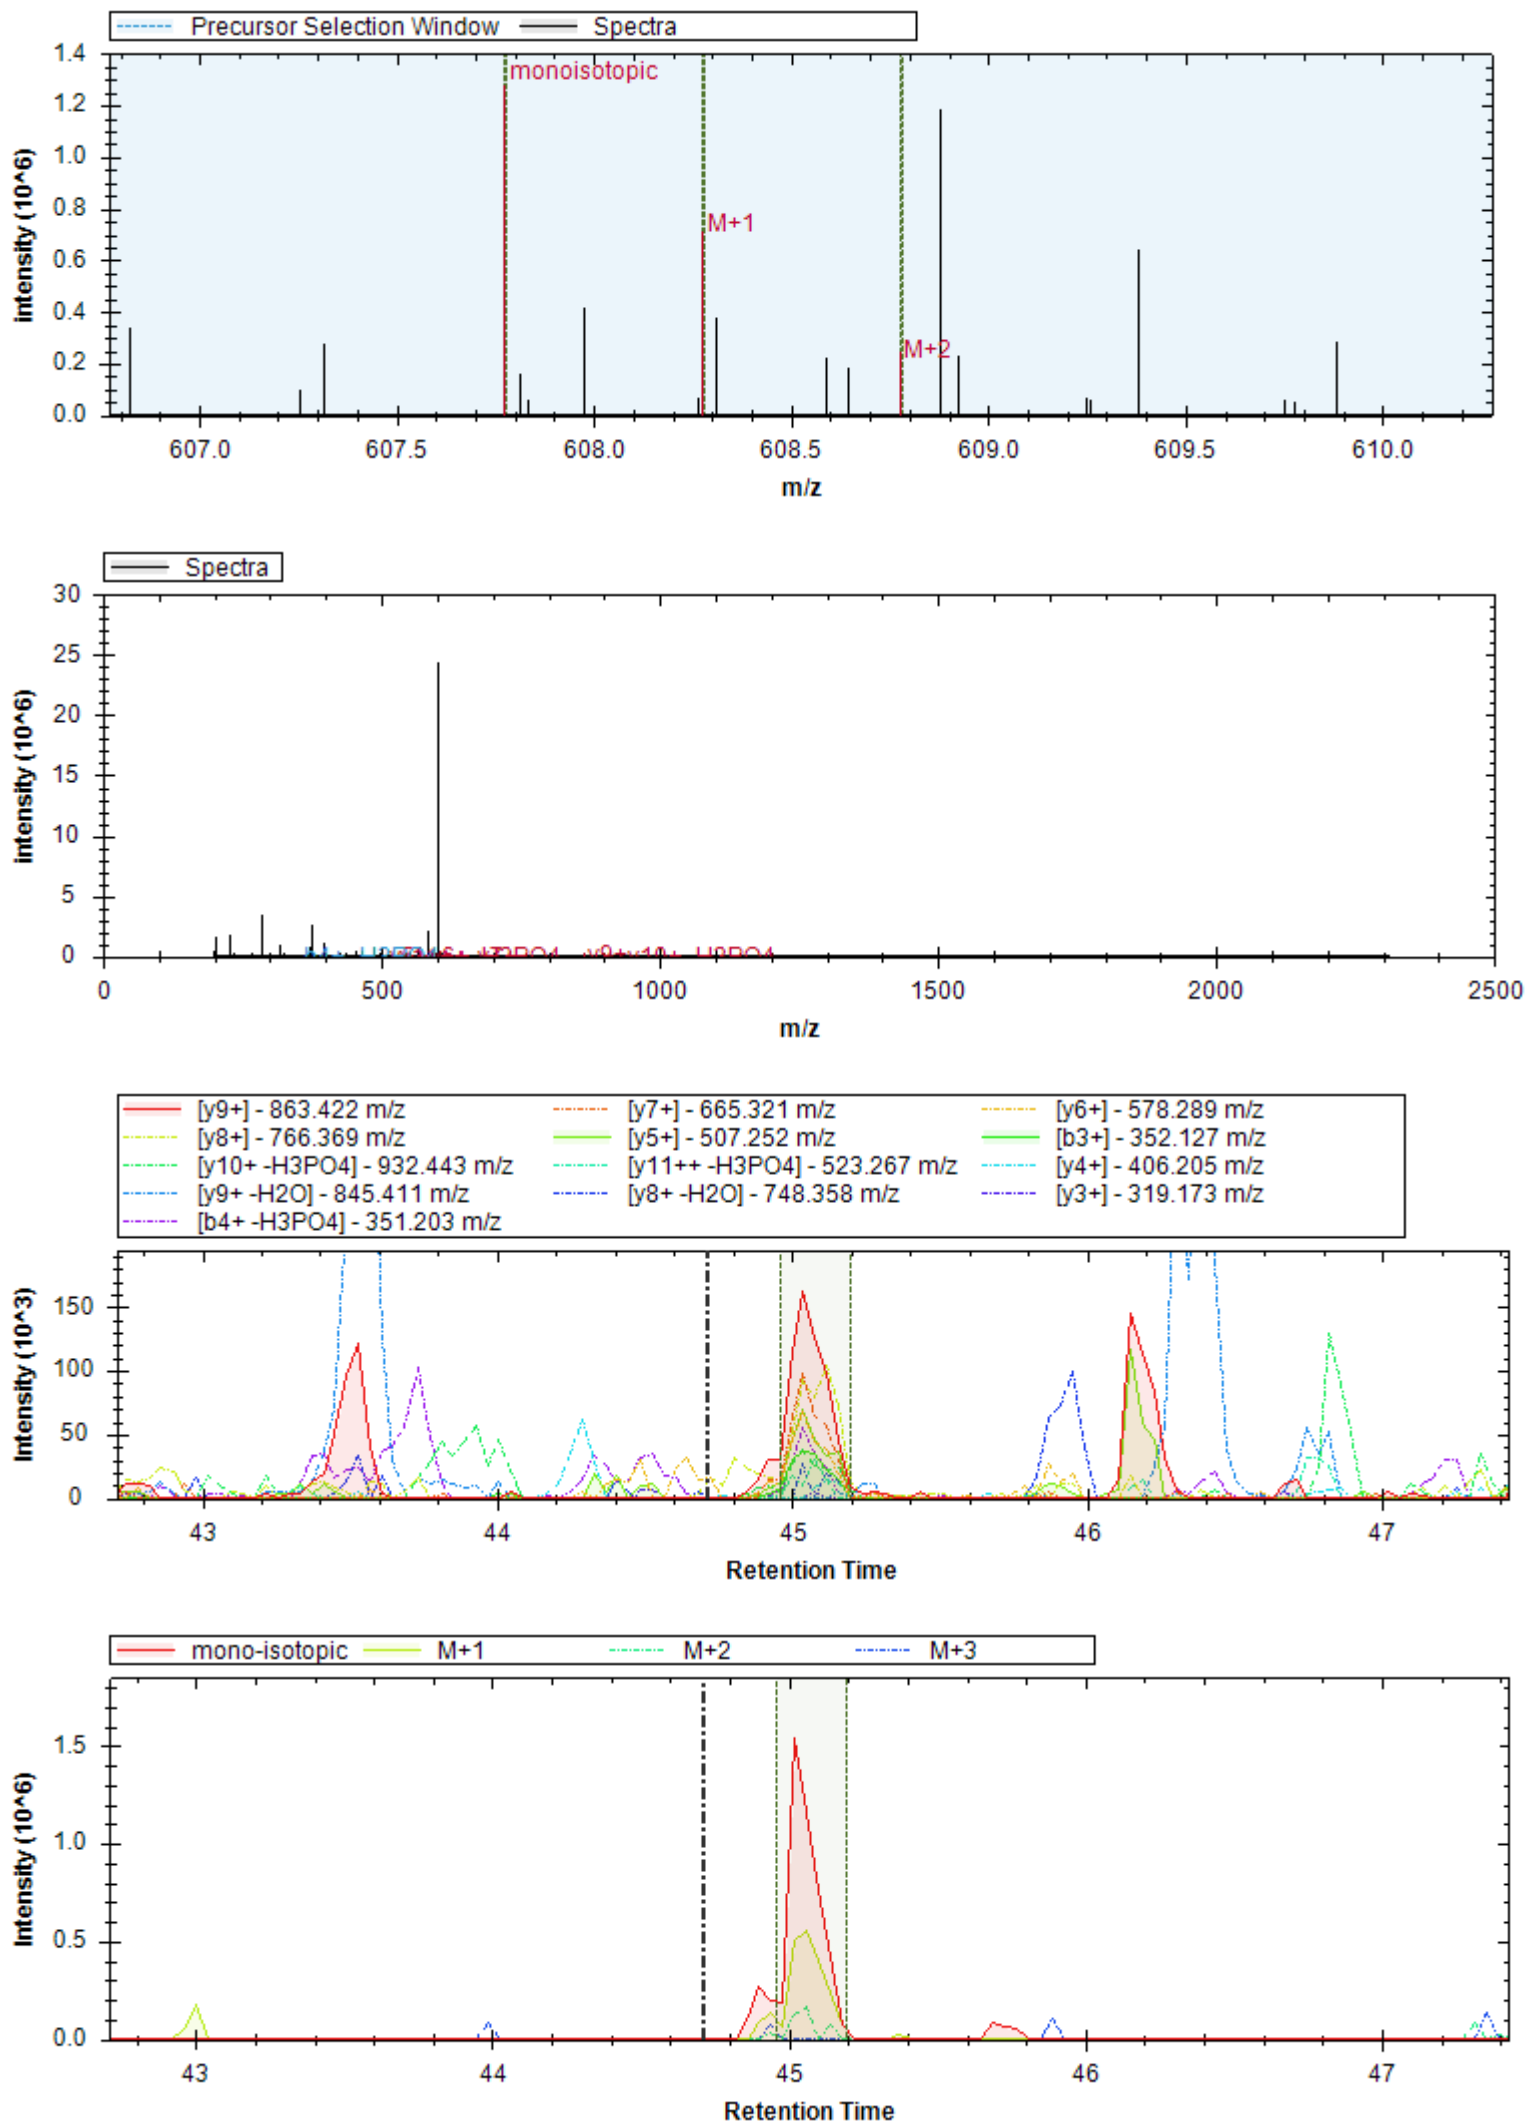 Precursor Selection Window Spectra
1.4
1.2
1.0
0.8
0.6
0.4
0.2
0.0
intensity (10^6)
monoisotopic
M+1
M+2
607.0 607.5 608.0 608.5 609.0 609.5 610.0
m/z
Spectra
30
25
20
15
10
5
0
intensity (10^6)
y9+ y10+ -H3PO4
0 500 1000 1500 2000 2500
m/z
[y9+] - 863.422 m/z [y7+] - 665.321 m/z [y6+] - 578.289 m/z
[y8+] - 766.369 m/z [y5+] - 507.252 m/z [b3+] - 352.127 m/z
[y10+ -H3PO4] - 932.443 m/z [y11++ -H3PO4] - 523.267 m/z [y4+] - 406.205 m/z
[y9+ -H2O] - 845.411 m/z [y8+ -H2O] - 748.358 m/z [y3+] - 319.173 m/z
[b4+ -H3PO4] - 351.203 m/z
150
100
50
0
Intensity (10^3)
43 44 45 46 47
Retention Time
mono-isotopic M+1 M+2 M+3
1.5
1.0
0.5
0.0
Intensity (10^6)
43 44 45 46 47
Retention Time